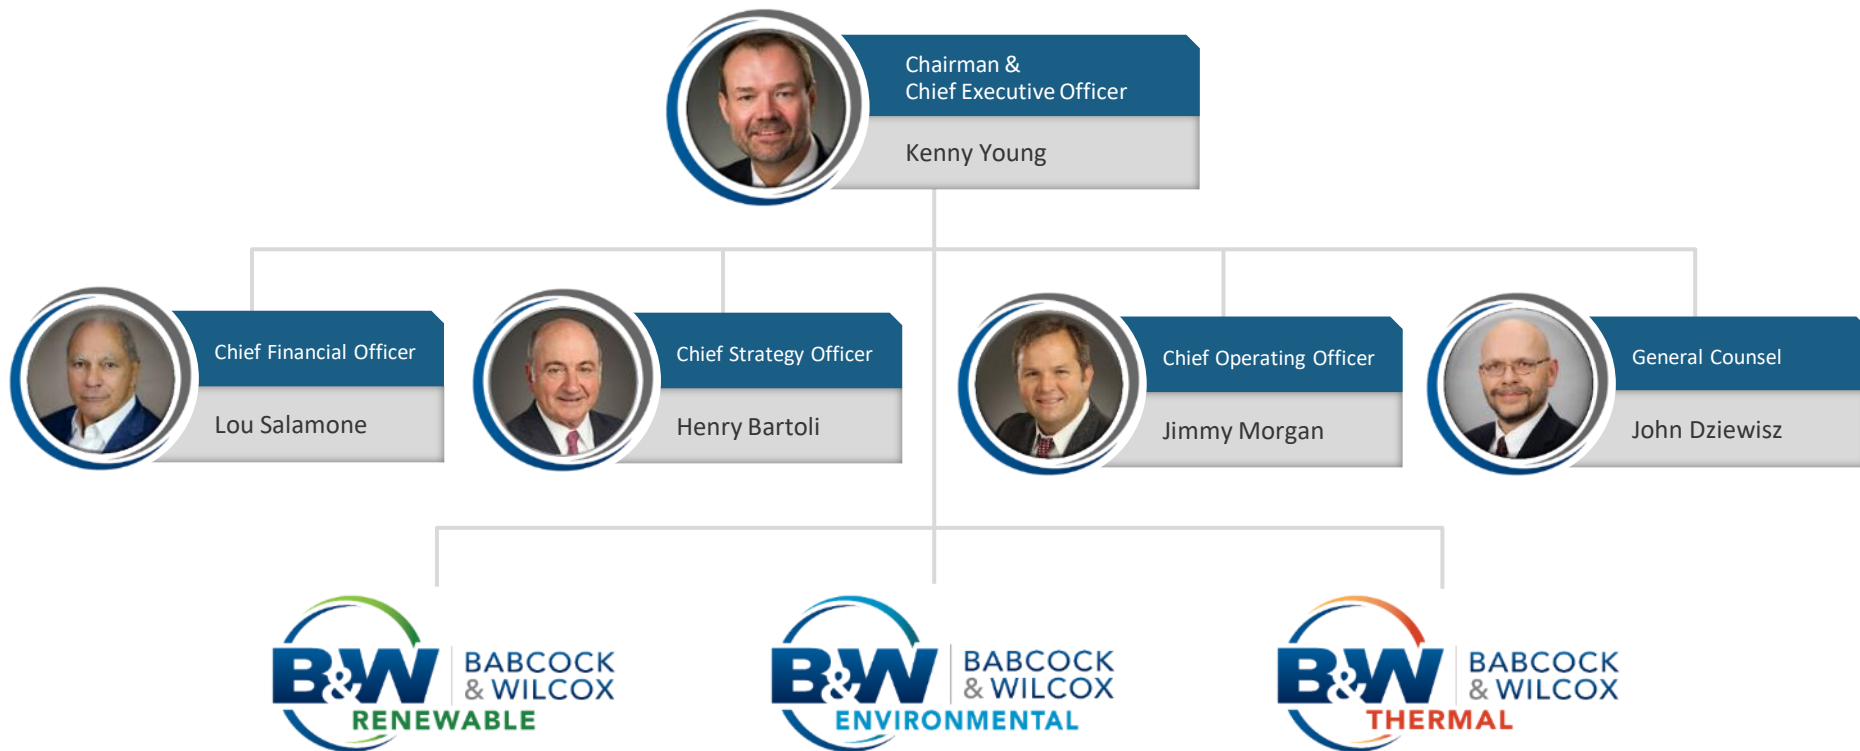 Chairman &
Chief Executive Officer
Kenny Young
Chief Financial Officer
Lou Salamone
Chief Strategy Officer
Henry Bartoli
Chief Operating Officer
Jimmy Morgan
General Counsel
John Dziewisz
B&W
BABCOCK
& WILCOX
RENEWABLE
B&W
BABCOCK
& WILCOX
ENVIRONMENTAL
B&W
BABCOCK
& WILCOX
THERMAL